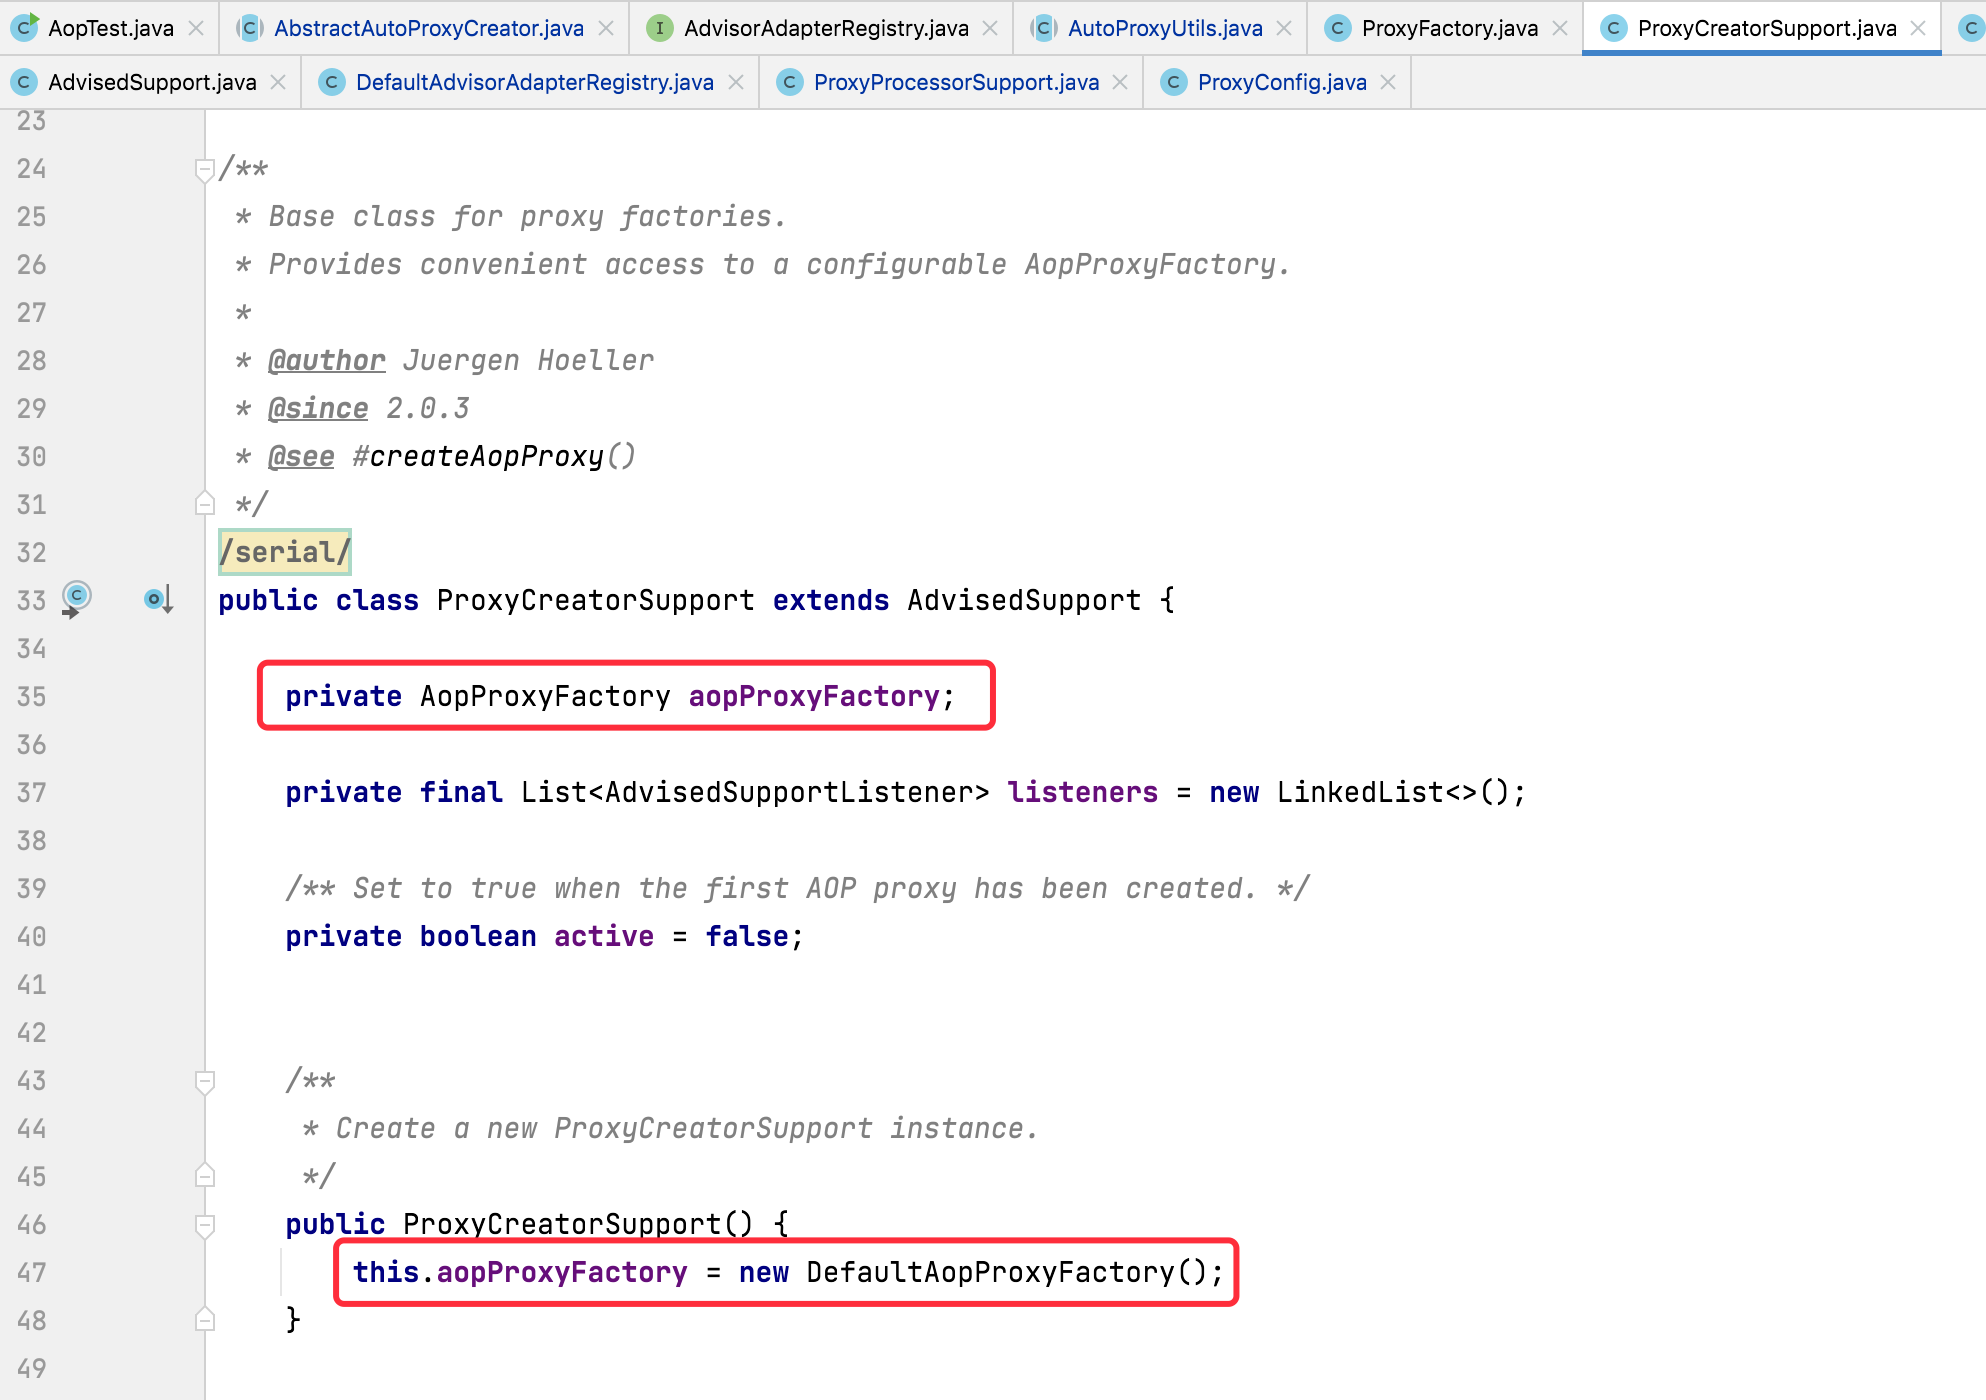 AopTest.java AbstractAutoProxyCreator.java AdvisorAdapterRegistry.java AutoProxyUtils.java ProxyFactory.java ProxyCreatorSupport.java
AdvisedSupport.java DefaultAdvisorAdapterRegistry.java ProxyProcessorSupport.java ProxyConfig.java
23
24 /**
25 * Base class for proxy factories.
26 * Provides convenient access to a configurable AopProxyFactory.
27 *
28 * @author Juergen Hoeller
29 * @since 2.0.3
30 * @see #createAopProxy()
31 */
32 /serial/
33 public class ProxyCreatorSupport extends AdvisedSupport {
34
35 private AopProxyFactory aopProxyFactory;
36
37 private final List<AdvisedSupportListener> listeners = new LinkedList<>();
38
39 /** Set to true when the first AOP proxy has been created. */
40 private boolean active = false;
41
42
43 /**
44 * Create a new ProxyCreatorSupport instance.
45 */
46 public ProxyCreatorSupport() {
47 this.aopProxyFactory = new DefaultAopProxyFactory();
48 }
49